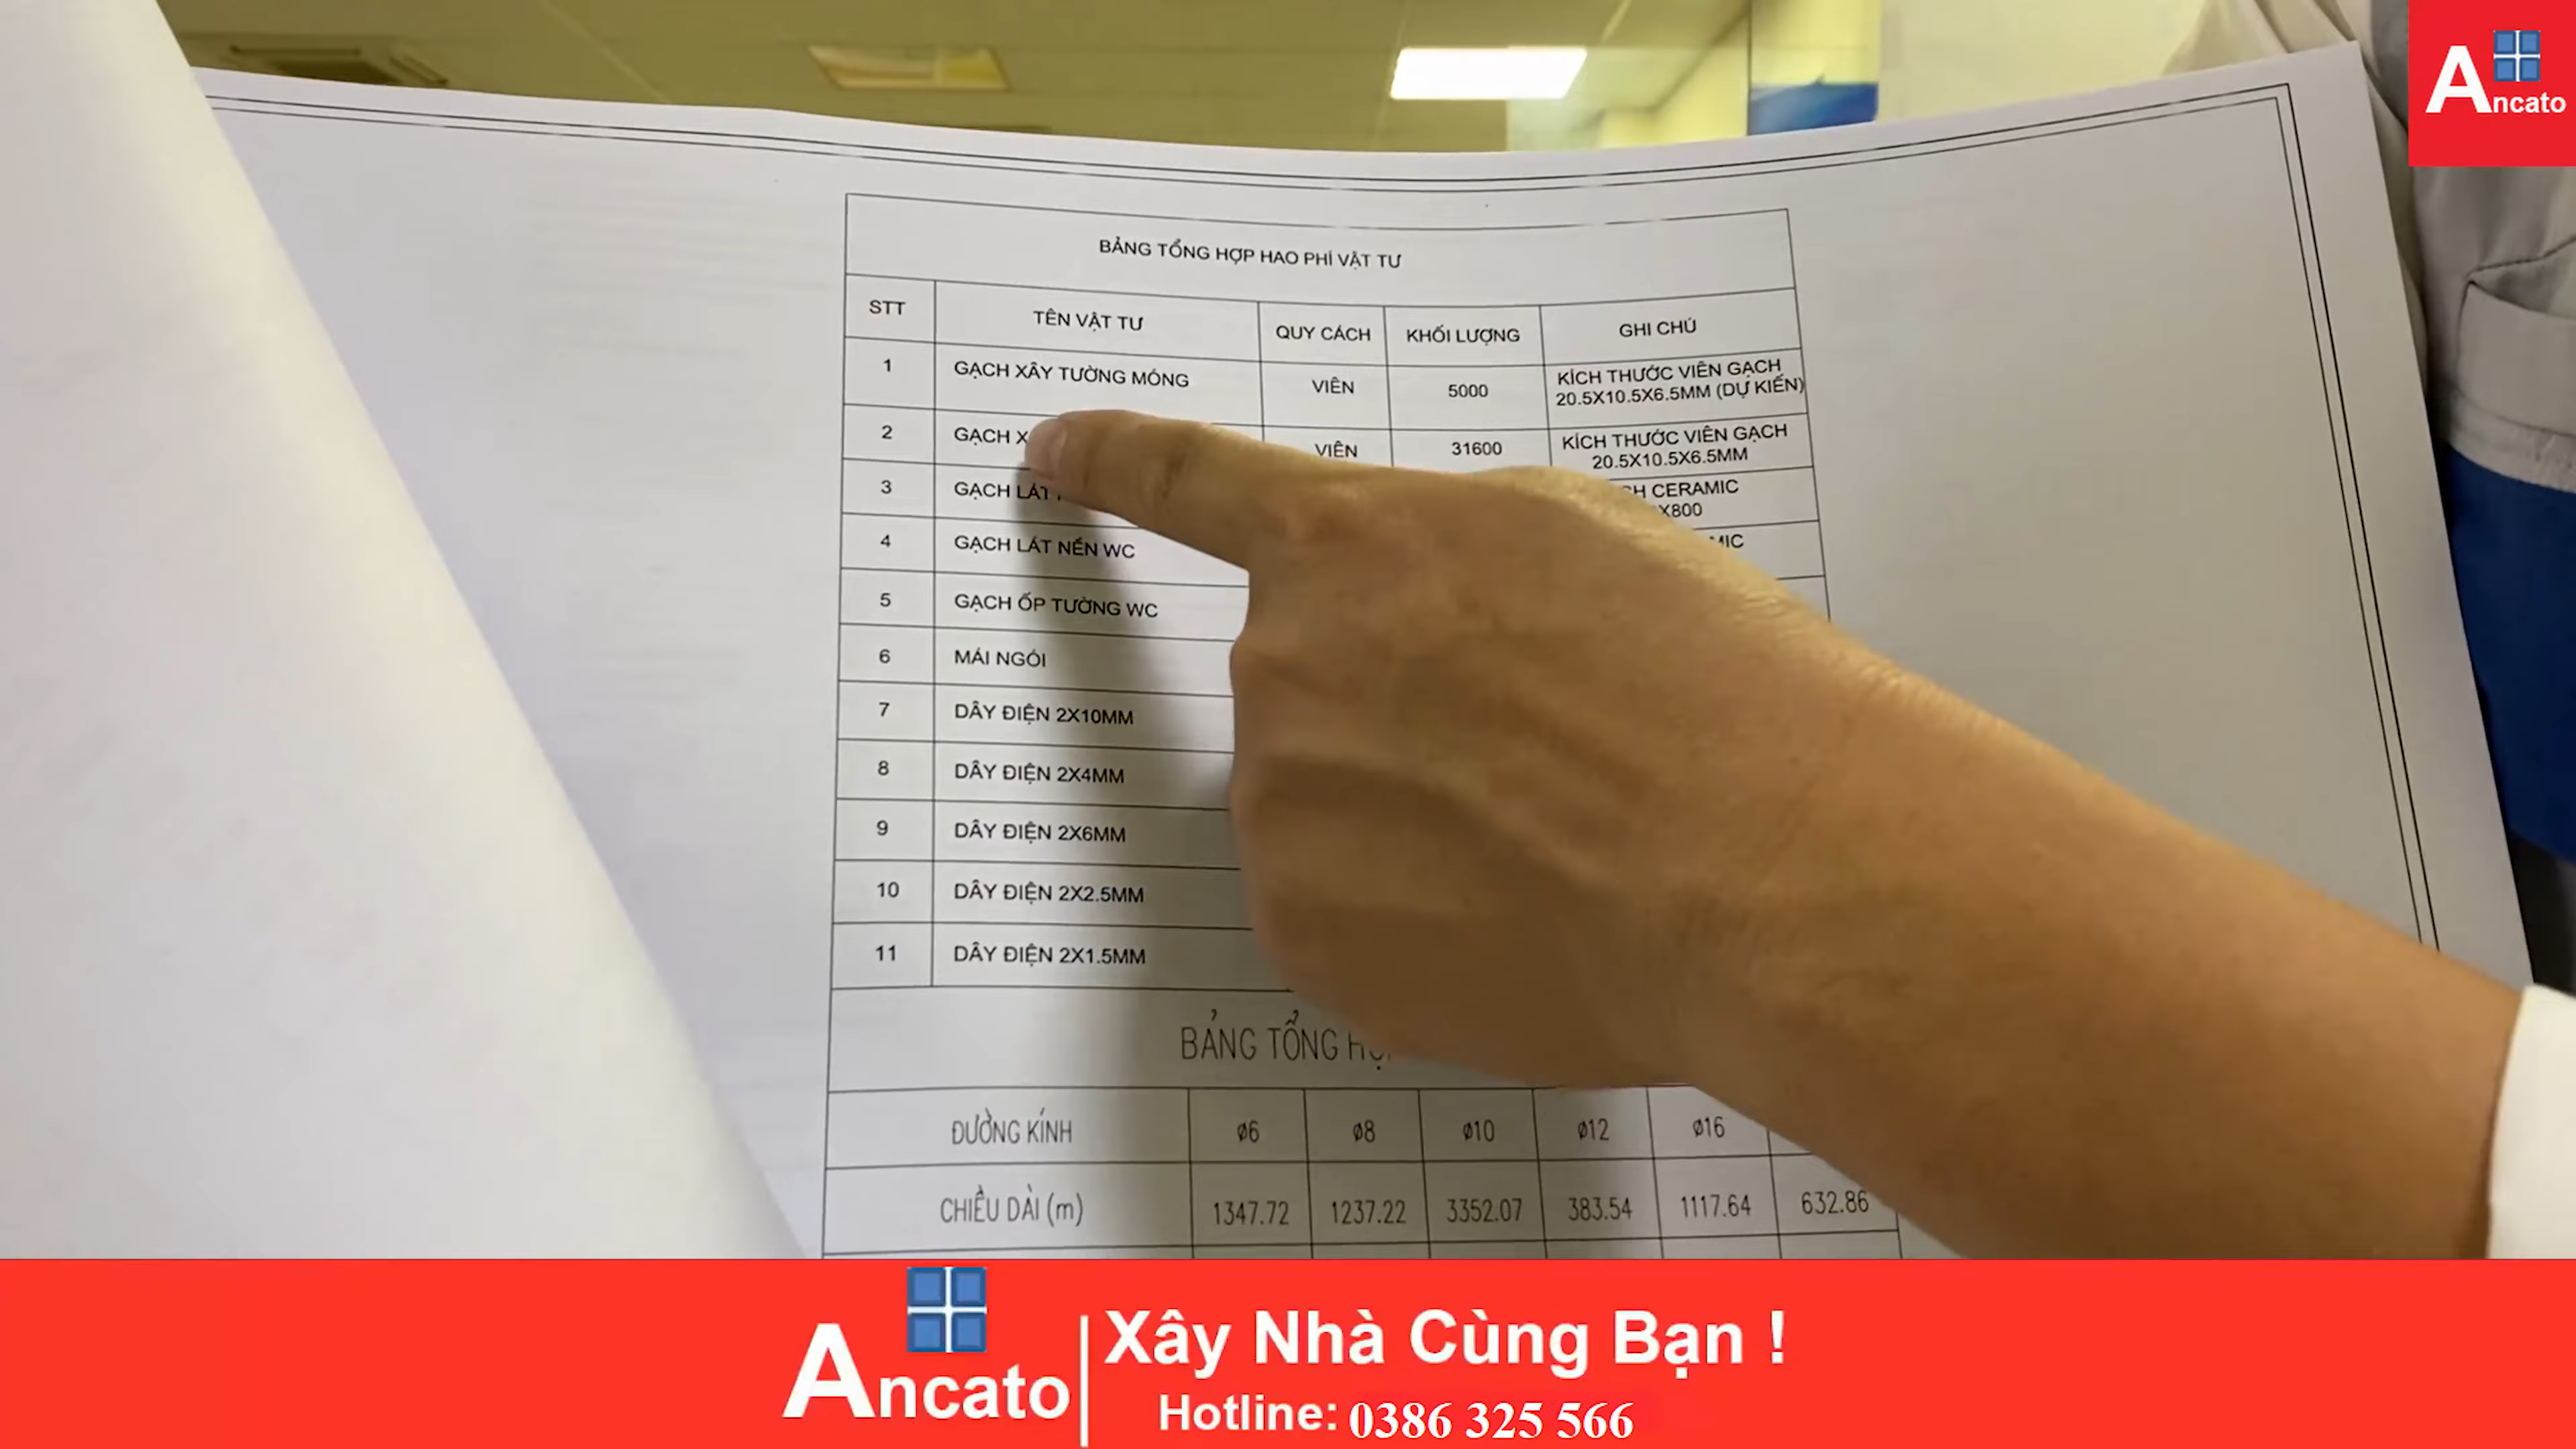 Ancato
BẢNG TỔNG HỢP HAO PHÍ VẬT TƯ
STT TÊN VẬT TƯ QUY CÁCH KHỐI LƯỢNG GHI CHÚ
1 GẠCH XÂY TƯỜNG MÓNG VIÊN 5000 KÍCH THƯỚC VIÊN GẠCH
20.5X10.5X6.5MM (DỰ KIẾN)
2 GẠCH VIÊN 31600 KÍCH THƯỚC VIÊN GẠCH
20.5X10.5X6.5MM
3 GẠCH LÁT CERAMIC
X800
4 GẠCH LÁT NỀN WC
5 GẠCH ỐP TƯỜNG WC
6 MÁI NGÓI
7 DÂY ĐIỆN 2X10MM
8 DÂY ĐIỆN 2X4MM
9 DÂY ĐIỆN 2X6MM
10 DÂY ĐIỆN 2X2.5MM
11 DÂY ĐIỆN 2X1.5MM
BẢNG TỔNG
ĐƯỜNG KÍNH ø6 ø8 ø10 ø12 ø16
CHIỀU DÀI (m) 1347.72 1237.22 3352.07 383.54 1117.64 632.86
Ancato
Xây Nhà Cùng Bạn !
Hotline: 0386 325 566